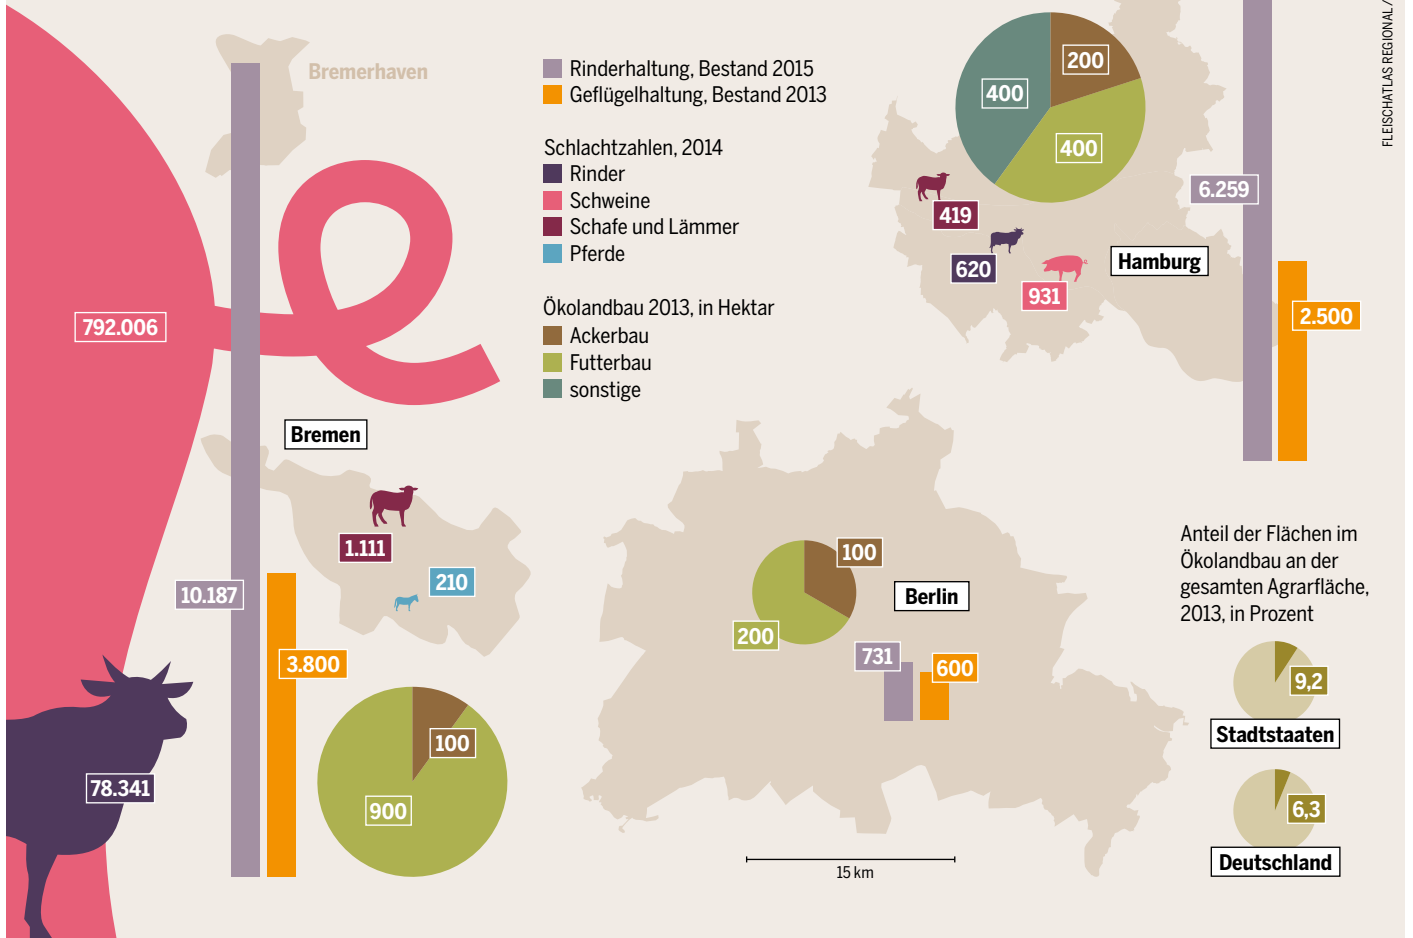 Bremerhaven
Rinderhaltung, Bestand 2015
Geflügelhaltung, Bestand 2013
Schlachtzahlen, 2014
Rinder
Schweine
Schafe und Lämmer
Pferde
Ökolandbau 2013, in Hektar
Ackerbau
Futterbau
sonstige
792.006
Bremen
1.111
210
10.187
3.800
78.341
100
900
200
400
400
419
620
931
Hamburg
6.259
2.500
FLEISCHATLAS REGIONAL /
100
200
Berlin
731
600
15 km
Anteil der Flächen im
Ökolandbau an der
gesamten Agrarfläche,
2013, in Prozent
9,2
Stadtstaaten
6,3
Deutschland